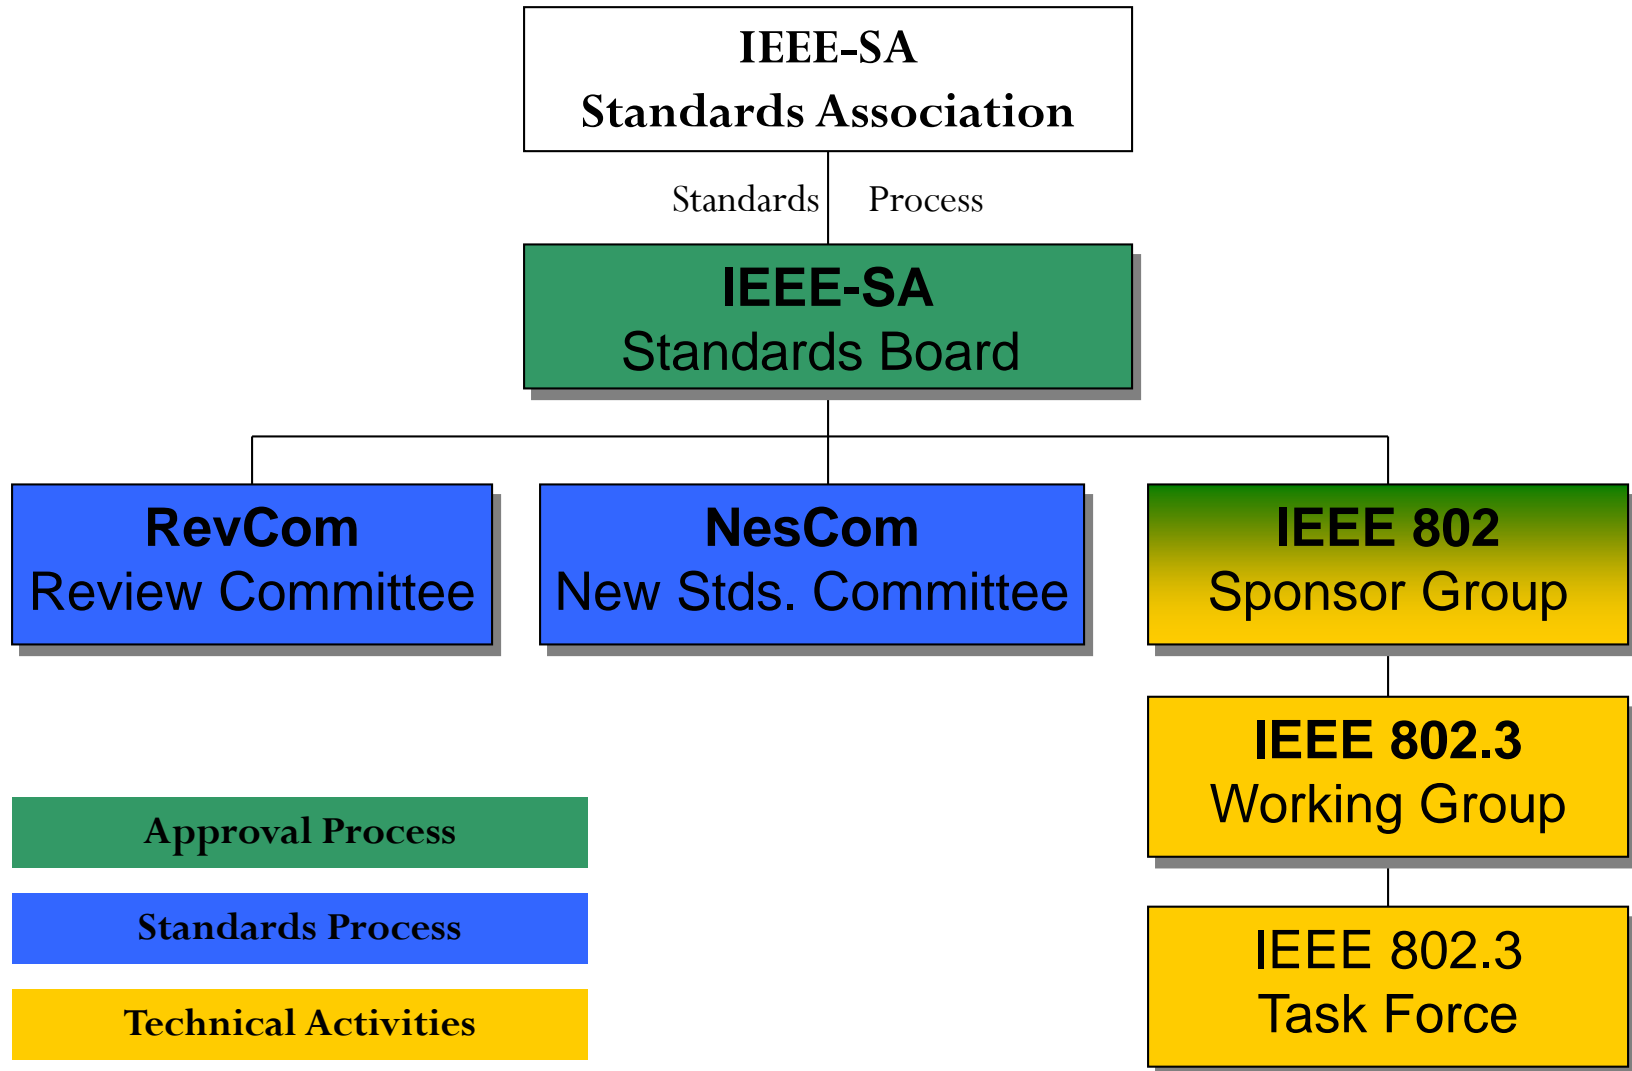 IEEE-SA
Standards Association
Standards Process
IEEE-SA
Standards Board
RevCom
Review Committee
NesCom
New Stds. Committee
IEEE 802
Sponsor Group
IEEE 802.3
Working Group
IEEE 802.3
Task Force
Approval Process
Standards Process
Technical Activities